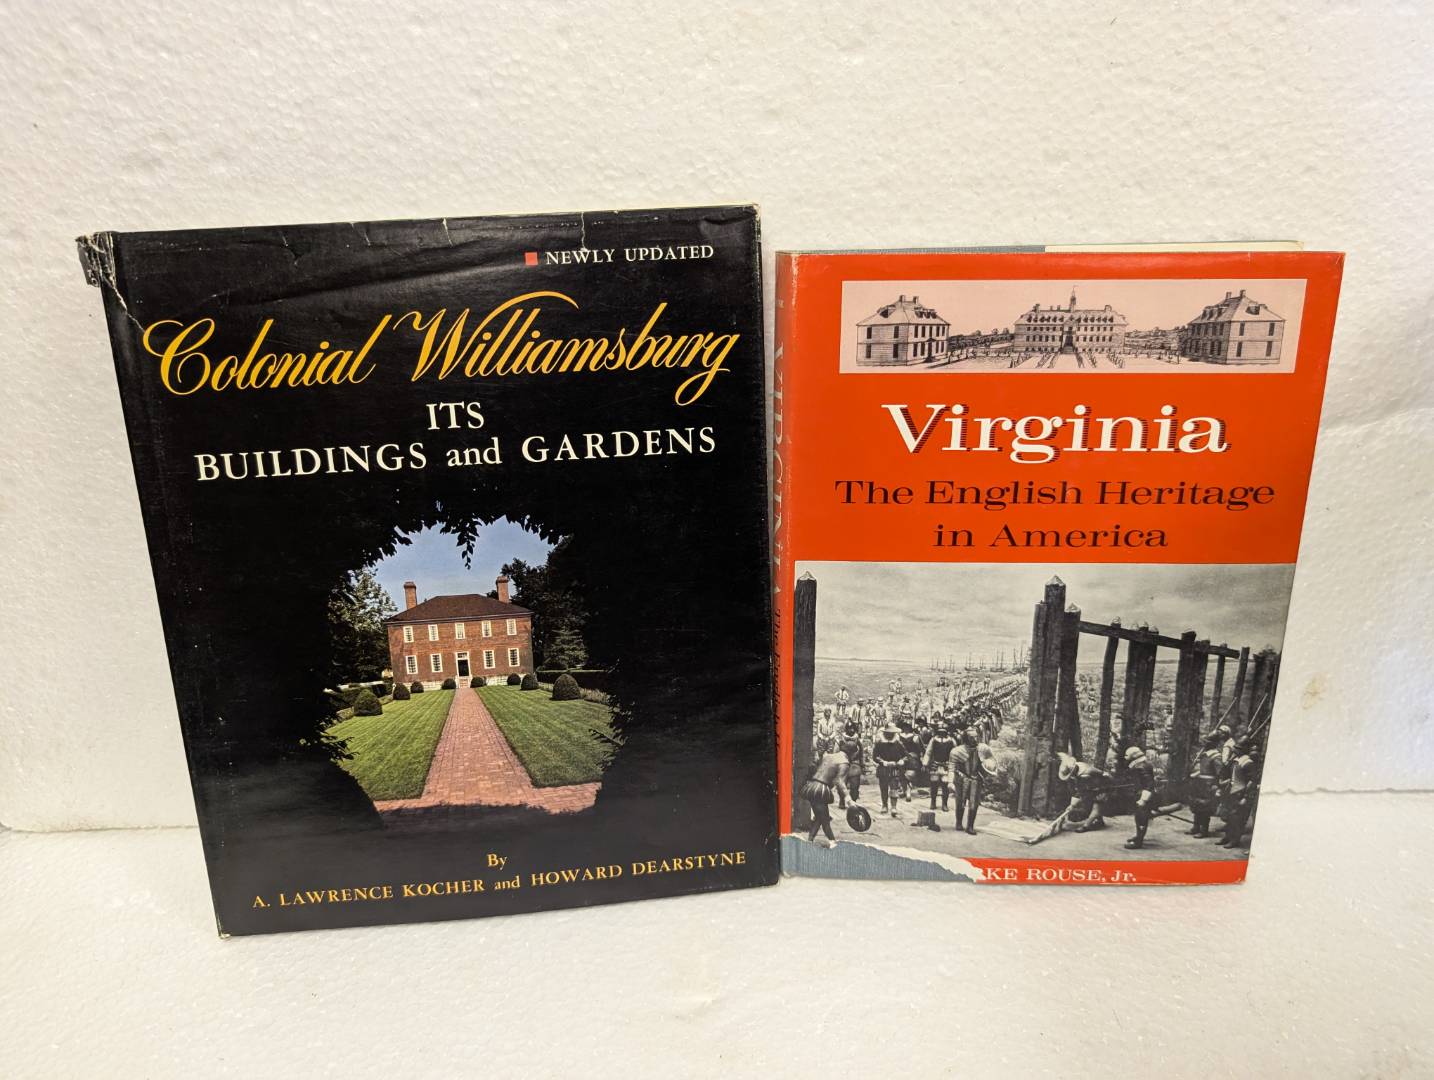 NEWLY UPDATED
Colonial Williamsburg
ITS
BUILDINGS and GARDENS
By
A. LAWRENCE KOCHER and HOWARD DEARSTYNE
Virginia
The English Heritage
in America
KE ROUSE, Jr.
VIRGINIA